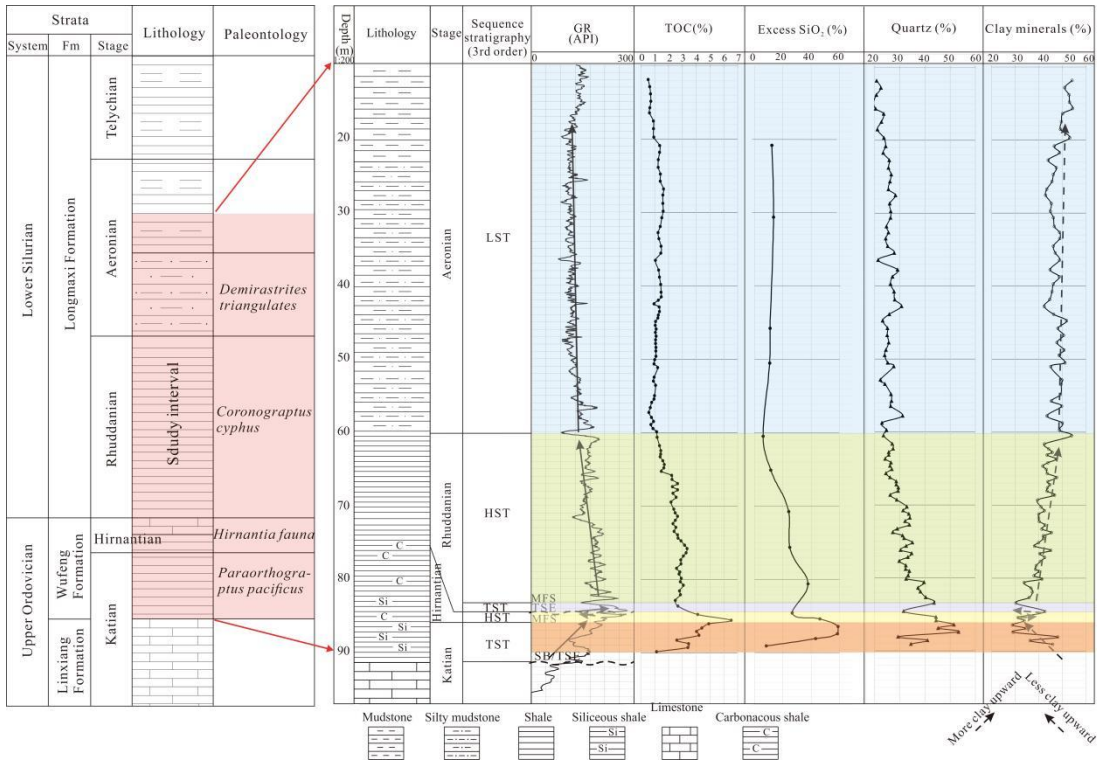 Strata
Lithology
Paleontology
System
Fm
Stage
Lower Silurian
Longmaxi Formation
Telychian
Aeronian
Rhuddanian
Sdudy interval
Demirastrites
triangulates
Coronograptus
cyphus
Upper Ordovician
Wufeng
Formation
Linxiang
Formation
Hirnantian
Katian
Hirnantia fauna
Paraorthogra-
ptus pacificus
Depth
(m)
1:200
Lithology
Stage
Sequence
stratigraphy
(3rd order)
GR
(API)
0
300
TOC(%)
0 1 2 3 4 5 6 7
Excess SiO2 (%)
0 20 40 60 80
Quartz (%)
20 30 40 50 60
Clay minerals (%)
20 30 40 50 60
20
30
40
50
60
70
80
90
Aeronian
Rhuddanian
Hirnantian
Katian
LST
HST
TST
HST
TST
MFS
TSE
MFS
SB/TSE
C
C
C
Si
C
Si
Si
Si
More clay upward
Less clay upward
Mudstone
Silty mudstone
Shale
Siliceous shale
Limestone
Carbonacous shale
Si
Si
C
C